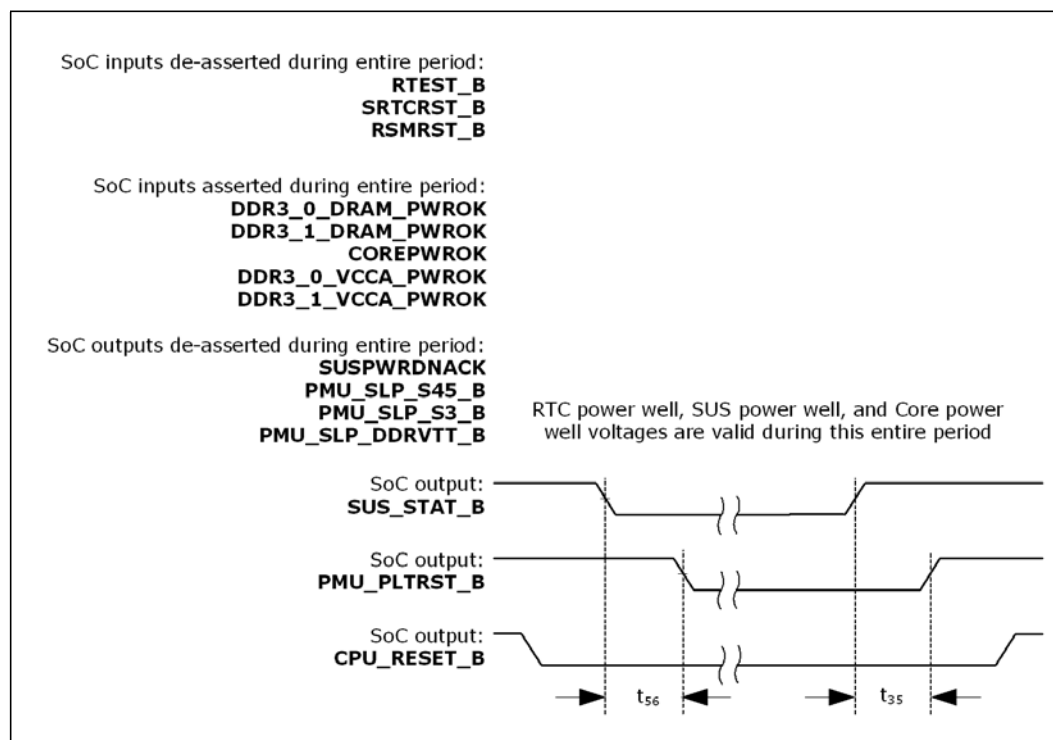 SoC inputs de-asserted during entire period:
RTEST_B
SRTCRST_B
RSMRST_B
SoC inputs asserted during entire period:
DDR3_0_DRAM_PWROK
DDR3_1_DRAM_PWROK
COREPWROK
DDR3_0_VCCA_PWROK
DDR3_1_VCCA_PWROK
SoC outputs de-asserted during entire period:
SUSPWRDNACK
PMU_SLP_S45_B
PMU_SLP_S3_B
PMU_SLP_DDRVTT_B
RTC power well, SUS power well, and Core power
well voltages are valid during this entire period
SoC output:
SUS_STAT_B
SoC output:
PMU_PLTRST_B
SoC output:
CPU_RESET_B
t56
t35